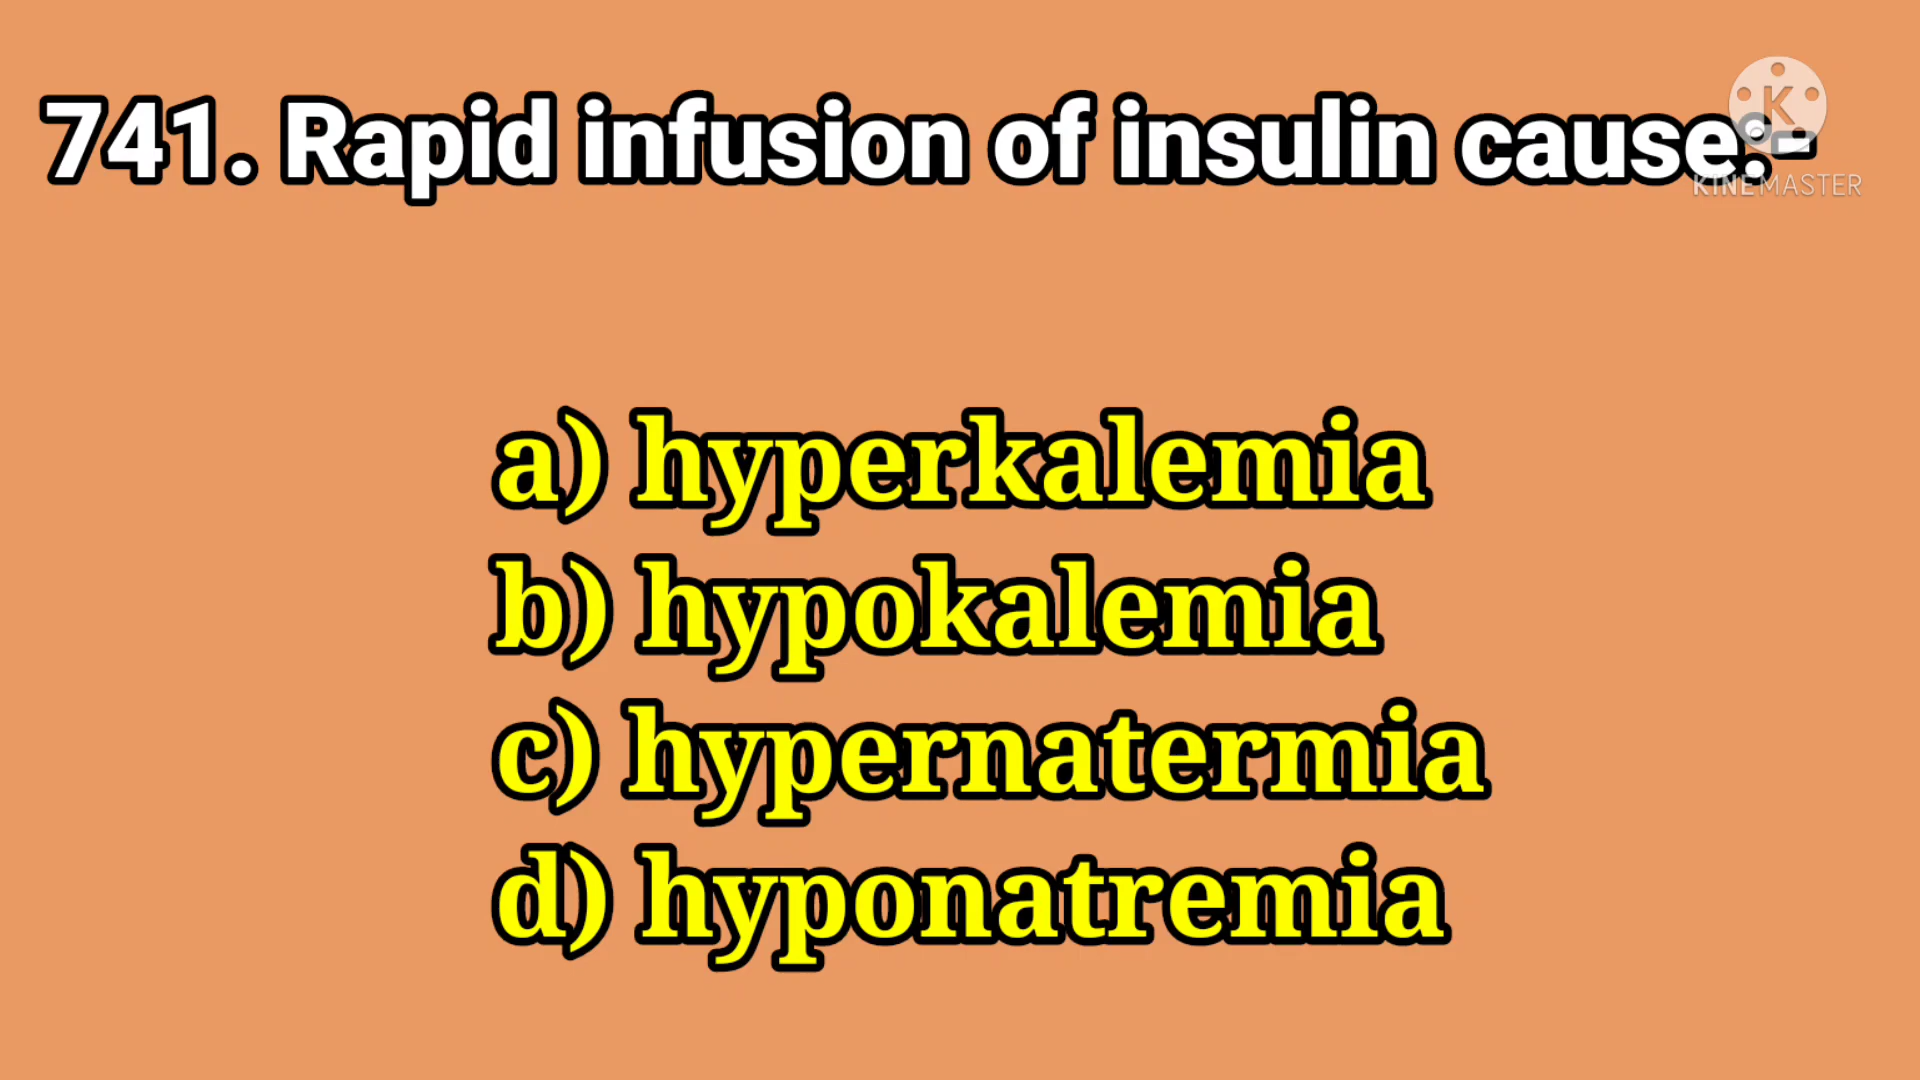 741. Rapid infusion of insulin cause:-
K
KINEMASTER
a) hyperkalemia
b) hypokalemia
c) hypernatermia
d) hyponatremia